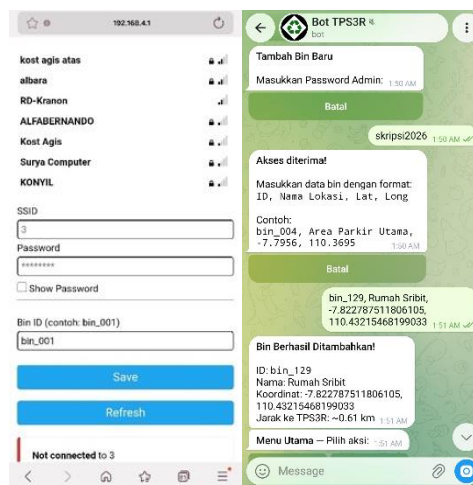 192.168.4.1
kost agis atas
albara
RD-Kranon
ALFABERNANDO
Kost Agis
Surya Computer
KONYIL
SSID
3
Password
********
Show Password
Bin ID (contoh: bin_001)
bin_001
Save
Refresh
Not connected to 3
Bot TPS3R
bot
Tambah Bin Baru
Masukkan Password Admin:
1:50 AM
Batal
skripsi2026
1:50 AM
Akses diterima!
Masukkan data bin dengan format:
ID, Nama Lokasi, Lat, Long
Contoh:
bin_004, Area Parkir Utama,
-7.7956, 110.3695
1:50 AM
Batal
bin_129, Rumah Sribit,
-7.822787511806105,
110.43215468199033
1:51 AM
Bin Berhasil Ditambahkan!
ID: bin_129
Nama: Rumah Sribit
Koordinat: -7.822787511806105,
110.43215468199033
Jarak ke TPS3R: ~0.61 km
1:51 AM
Menu Utama — Pilih aksi:
1:51 AM
Message